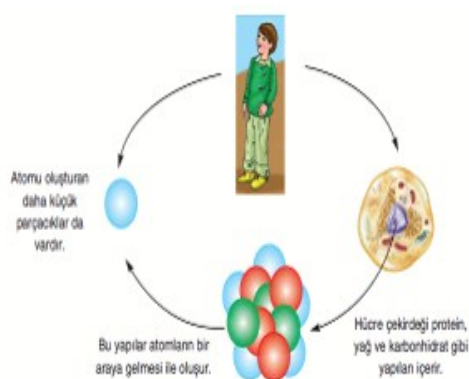 Atomu oluşturan
daha küçük
parçacıklar da
vardır.
Hücre çekirdeği protein,
yağ ve karbonhidrat gibi
yapıları içerir.
Bu yapılar atomların bir
araya gelmesi ile oluşur.